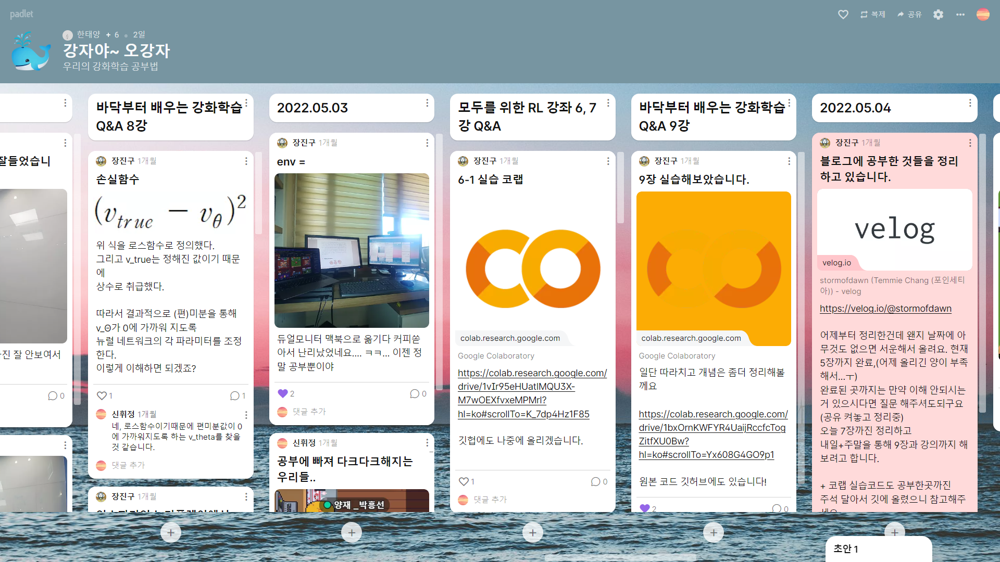 padlet
복제
공유
한태양 + 6 • 2일
강자야~ 오강자
우리의 강화학습 공부법
잘들었습니
진 잘 안보여서
0
바닥부터 배우는 강화학습
Q&A 8강
장진구 1개월
손실함수
(v_true − v_θ)²
위 식을 로스함수로 정의했다.
그리고 v_true는 정해진 값이기 때문
에
상수로 취급했다.
따라서 결과적으로 (편)미분을 통해
v_Θ가 0에 가까워 지도록
뉴럴 네트워크의 각 파라미터를 조정
한다.
이렇게 이해하면 되겠죠?
1
1
신휘정 1개월
네, 로스함수이기때문에 편미분값이 0
에 가까워지도록 하는 v_theta를 찾을
것 같습니다.
댓글 추가
장진구 1개월
2022.05.03
장진구 1개월
env =
듀얼모니터 맥북으로 옮기다 커피쏟
아서 난리났었네요.... ㅋㅋ... 이젠 정
말 공부뿐이야
2
0
댓글 추가
신휘정 1개월
공부에 빠져 다크다크해지는
우리들..
양재 _박흥선
모두를 위한 RL 강좌 6, 7
강 Q&A
장진구 1개월
6-1 실습 코랩
colab.research.google.com
Google Colaboratory
https://colab.research.google.com/
drive/1vIr95eHUatlMQU3X-
M7wOEXfvxeMPMrl?
hl=ko#scrollTo=K_7dp4Hz1F85
깃헙에도 나중에 올리겠습니다.
1
0
댓글 추가
바닥부터 배우는 강화학습
Q&A 9강
장진구 1개월
9장 실습해보았습니다.
colab.research.google.com
Google Colaboratory
일단 따라치고 개념은 좀더 정리해볼
께요
https://colab.research.google.com/
drive/1bxOrnKWFYR4UaijRccfcTog
ZitfXU0Bw?
hl=ko#scrollTo=Yx608G4GO9p1
원본 코드 깃허브에도 있습니다!
2
0
2022.05.04
장진구 1개월
블로그에 공부한 것들을 정리
하고 있습니다.
velog
velog.io
stormofdawn (Temmie Chang (포인세티
아)) - velog
https://velog.io/@stormofdawn
어제부터 정리한건데 왠지 날짜에 아
무것도 없으면 서운해서 올려요. 현재
5장까지 완료,(어제 올리긴 양이 부족
해서...ㅜ)
완료된 곳까지는 만약 이해 안되시는
거 있으시다면 질문 해주셔도되구요
(공유 켜놓고 정리중)
오늘 7장까진 정리하고
내일+주말을 통해 9장과 강의까지 해
보려고 합니다.
+ 코랩 실습코드도 공부한곳까진
주석 달아서 깃에 올렸으니 참고해주
세요
초안 1